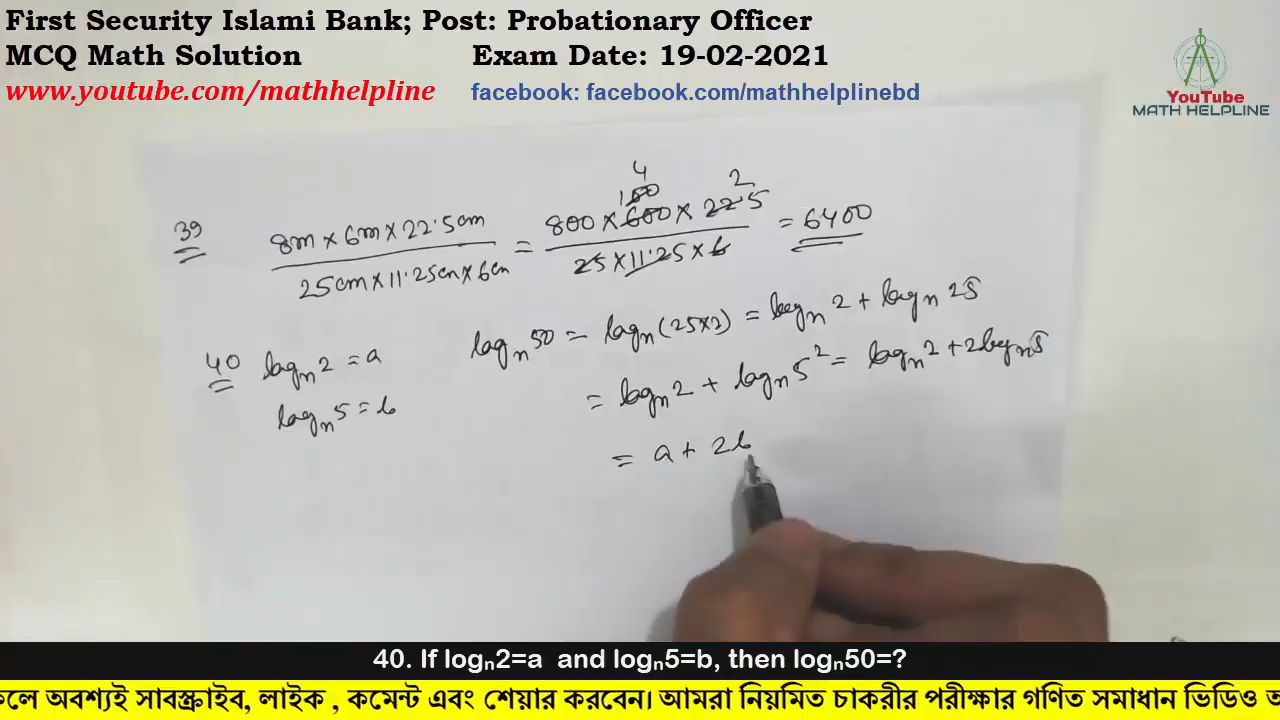 First Security Islami Bank; Post: Probationary Officer
MCQ Math Solution Exam Date: 19-02-2021
www.youtube.com/mathhelpline facebook: facebook.com/mathhelplinebd
YouTube
MATH HELPLINE
39 (8m × 6m × 22.5cm)/(25cm × 11.25cm × 6cm) = (800 × 600 × 22.5)/(25 × 11.25 × 6) = 6400
100 4 2
40 logₙ2 = a
logₙ5 = b
logₙ50 = logₙ(25×2) = logₙ2 + logₙ25
= logₙ2 + logₙ5² = logₙ2 + 2logₙ5
= a + 2b
40. If logₙ2=a and logₙ5=b, then logₙ50=?
অবশ্যই সাবস্ক্রাইব, লাইক , কমেন্ট এবং শেয়ার করবেন। আমরা নিয়মিত চাকরীর পরীক্ষার গণিত সমাধান ভিডিও